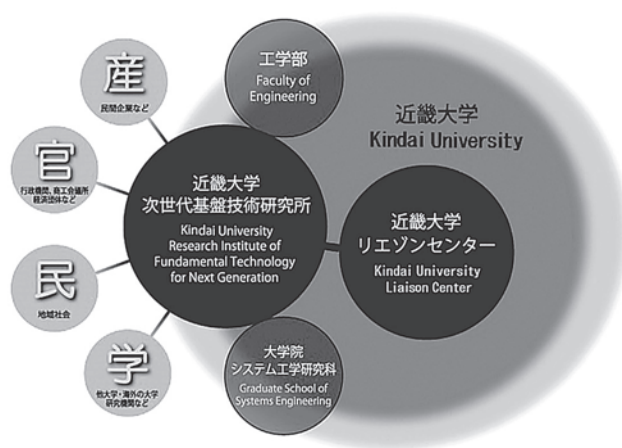 産
民間企業など
官
行政機関、商工会議所
経済団体など
民
地域社会
学
他大学・海外の大学
研究機関など
工学部
Faculty of
Engineering
近畿大学
次世代基盤技術研究所
Kindai University
Research Institute of
Fundamental Technology
for Next Generation
大学院
システム工学研究科
Graduate School of
Systems Engineering
近畿大学
Kindai University
近畿大学
リエゾンセンター
Kindai University
Liaison Center